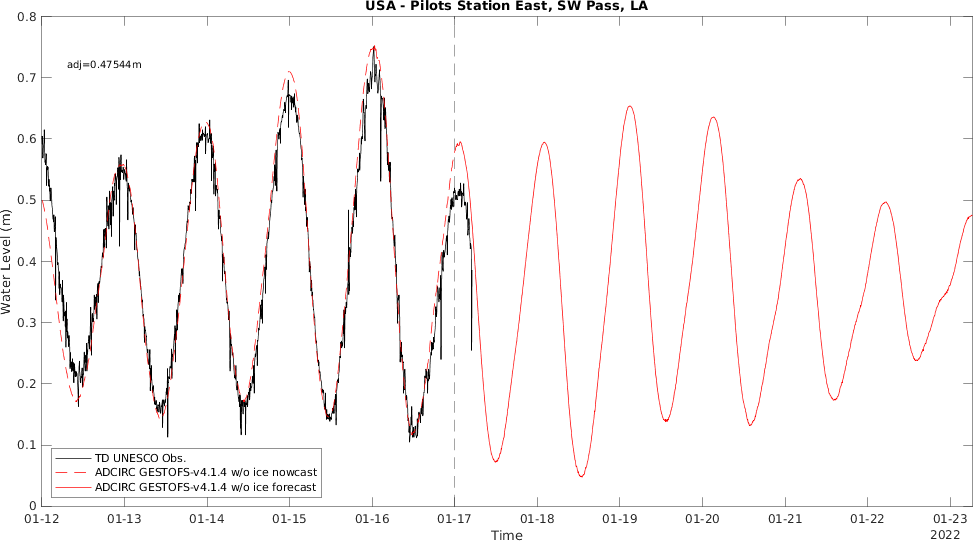 USA - Pilots Station East, SW Pass, LA
0.8
0.7
0.6
0.5
0.4
0.3
0.2
0.1
0
Water Level (m)
adj=0.47544m
TD UNESCO Obs.
ADCIRC GESTOFS-v4.1.4 w/o ice nowcast
ADCIRC GESTOFS-v4.1.4 w/o ice forecast
01-12 01-13 01-14 01-15 01-16 01-17 01-18 01-19 01-20 01-21 01-22 01-23
2022
Time